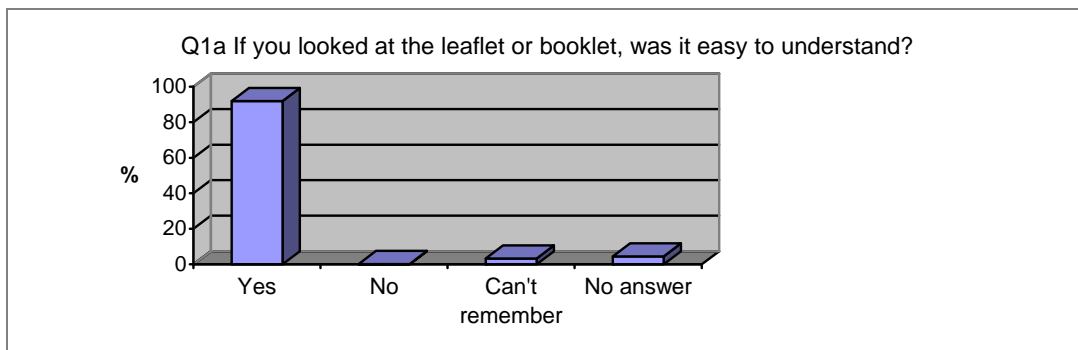 Q1a If you looked at the leaflet or booklet, was it easy to understand?
100
80
60
40
20
0
%
Yes
No
Can't
remember
No answer